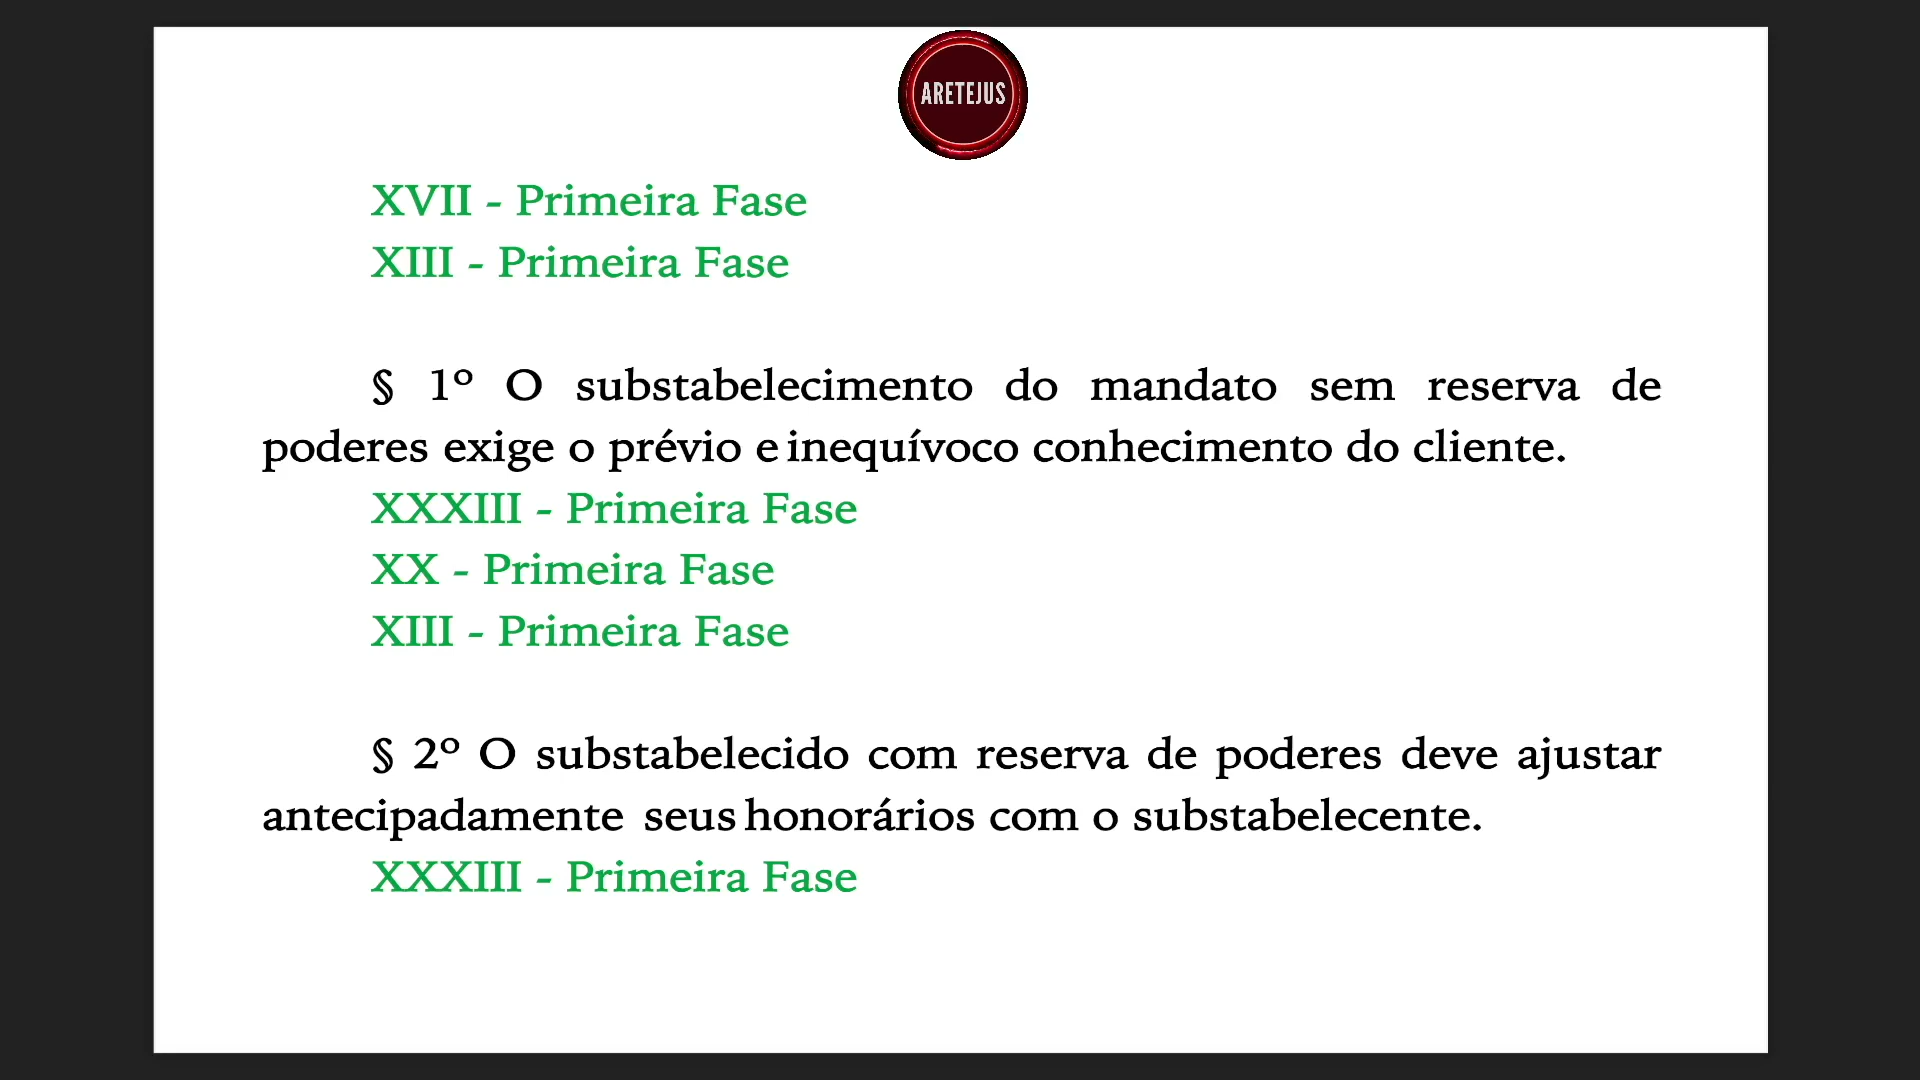 ARETEJUS
XVII - Primeira Fase
XIII - Primeira Fase
§ 1º O substabelecimento do mandato sem reserva de
poderes exige o prévio e inequívoco conhecimento do cliente.
XXXIII - Primeira Fase
XX - Primeira Fase
XIII - Primeira Fase
§ 2º O substabelecido com reserva de poderes deve ajustar
antecipadamente seus honorários com o substabelecente.
XXXIII - Primeira Fase